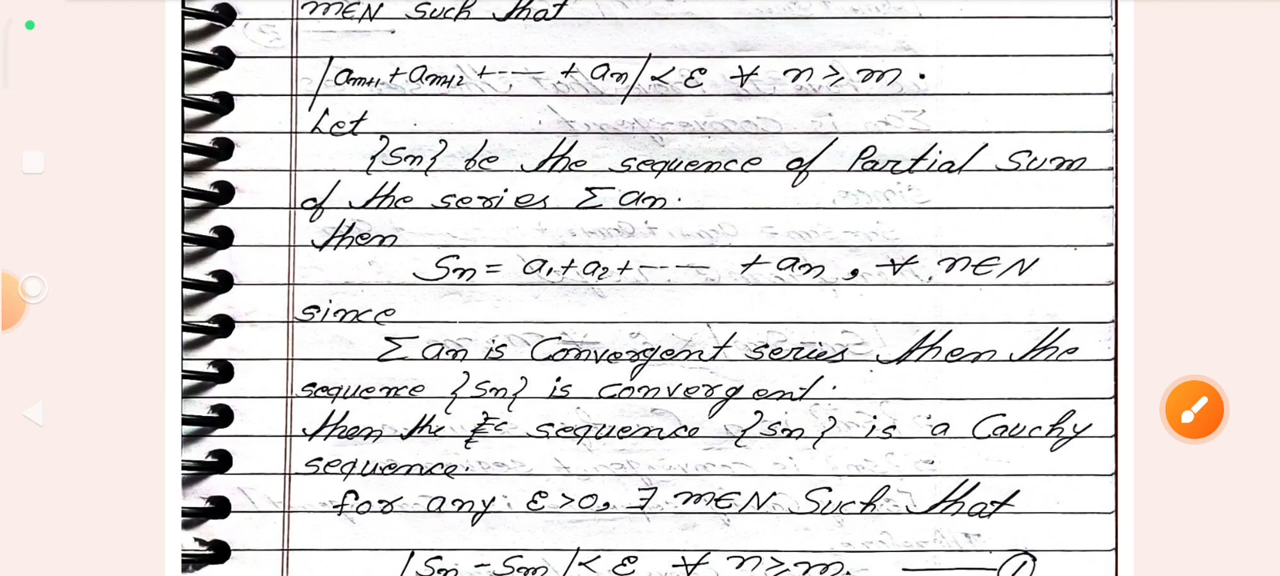 m∈N Such that
|am+1 + am+2 +---- + an| < ε ∀ n ≥ m.
Let
{Sn} be the sequence of Partial Sum
of the series Σ an.
then
Sn = a1 + a2 + ---- + an, ∀ n∈N
since
Σ an is Convergent series then the
sequence {Sn} is convergent.
then the sequence {Sn} is a Cauchy
sequence.
for any ε>0, ∃ m∈N Such that
|Sn - Sm| < ε ∀ n ≥ m. —— ①